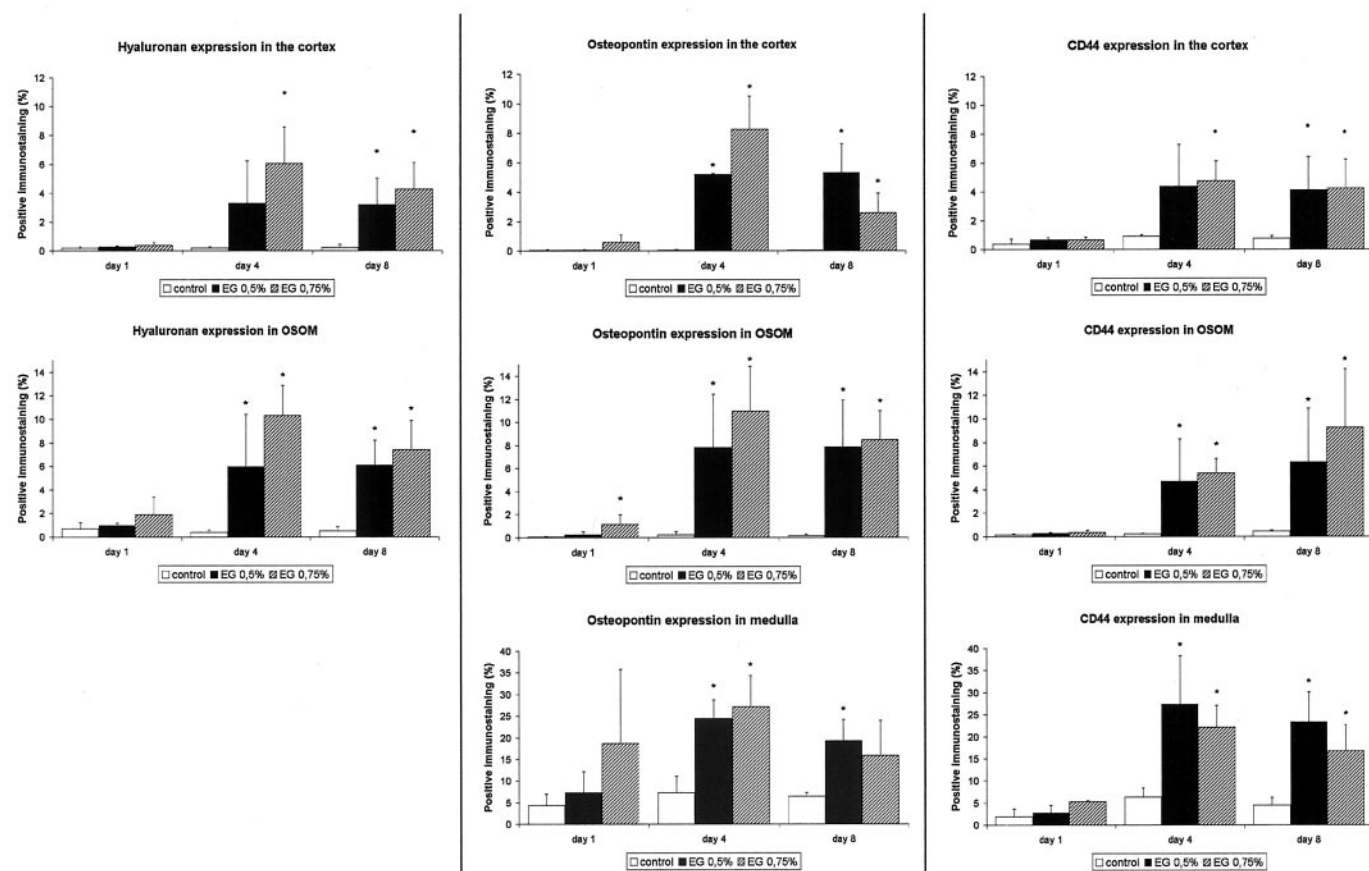 Hyaluronan expression in the cortex
Positive Immunostaining (%)
12
10
8
6
4
2
0
*
* *
day 1 day 4 day 8
control EG 0,5% EG 0,75%
Hyaluronan expression in OSOM
Positive Immunostaining (%)
14
12
10
8
6
4
2
0
* *
* *
day 1 day 4 day 8
control EG 0,5% EG 0,75%
Osteopontin expression in the cortex
Positive Immunostaining (%)
12
10
8
6
4
2
0
* *
* *
day 1 day 4 day 8
control EG 0,5% EG 0,75%
Osteopontin expression in OSOM
Positive Immunostaining (%)
14
12
10
8
6
4
2
0
*
* *
* *
day 1 day 4 day 8
control EG 0,5% EG 0,75%
Osteopontin expression in medulla
Positive Immunostaining (%)
40
35
30
25
20
15
10
5
0
* *
*
day 1 day 4 day 8
control EG 0,5% EG 0,75%
CD44 expression in the cortex
Positive Immunostaining (%)
12
10
8
6
4
2
0
*
* *
day 1 day 4 day 8
control EG 0,5% EG 0,75%
CD44 expression in OSOM
Positive Immunostaining (%)
14
12
10
8
6
4
2
0
* *
* *
day 1 day 4 day 8
control EG 0,5% EG 0,75%
CD44 expression in medulla
Positive Immunostaining (%)
40
35
30
25
20
15
10
5
0
* *
* *
day 1 day 4 day 8
control EG 0,5% EG 0,75%